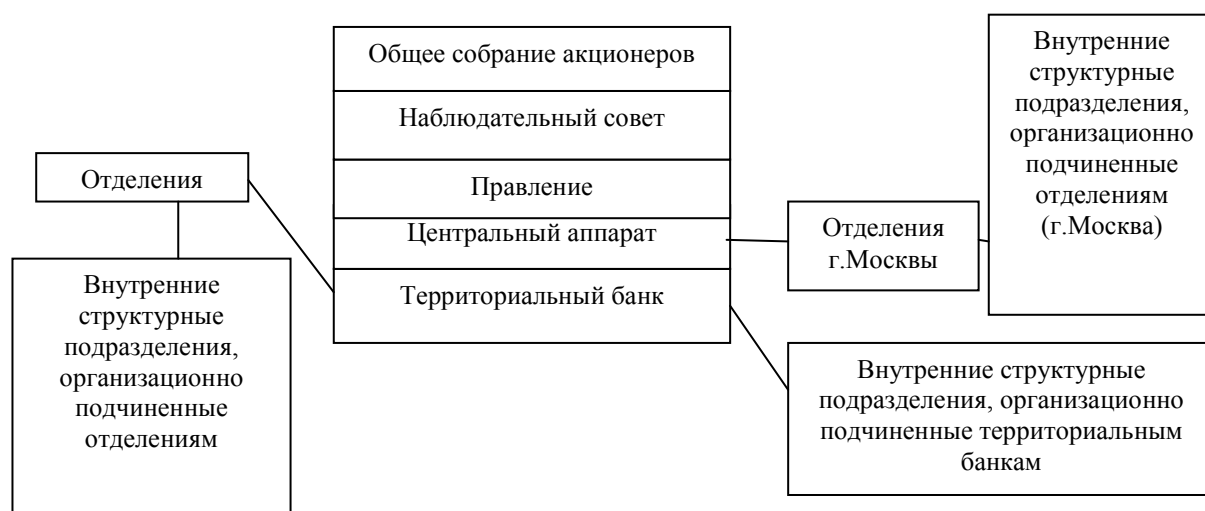 Общее собрание акционеров
Наблюдательный совет
Правление
Центральный аппарат
Территориальный банк
Отделения
Внутренние
структурные
подразделения,
организационно
подчиненные
отделениям
Отделения
г.Москвы
Внутренние
структурные
подразделения,
организационно
подчиненные
отделениям
(г.Москва)
Внутренние структурные
подразделения, организационно
подчиненные территориальным
банкам